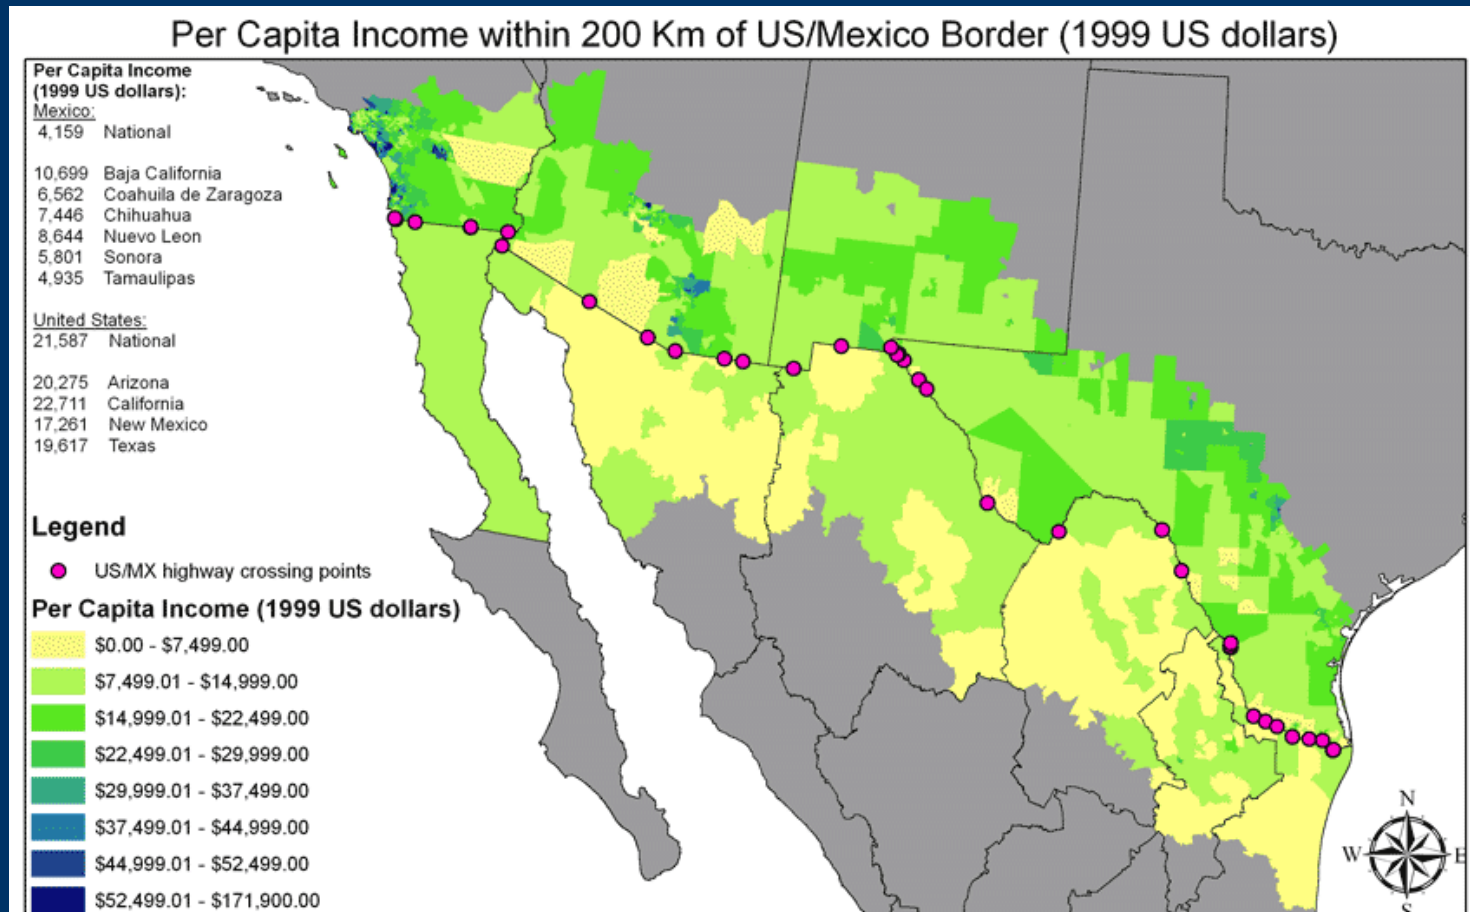 Per Capita Income within 200 Km of US/Mexico Border (1999 US dollars)
Per Capita Income
(1999 US dollars):
Mexico:
4,159 National
10,699 Baja California
6,562 Coahuila de Zaragoza
7,446 Chihuahua
8,644 Nuevo Leon
5,801 Sonora
4,935 Tamaulipas
United States:
21,587 National
20,275 Arizona
22,711 California
17,261 New Mexico
19,617 Texas
Legend
US/MX highway crossing points
Per Capita Income (1999 US dollars)
$0.00 - $7,499.00
$7,499.01 - $14,999.00
$14,999.01 - $22,499.00
$22,499.01 - $29,999.00
$29,999.01 - $37,499.00
$37,499.01 - $44,999.00
$44,999.01 - $52,499.00
$52,499.01 - $171,900.00
N
W E
S